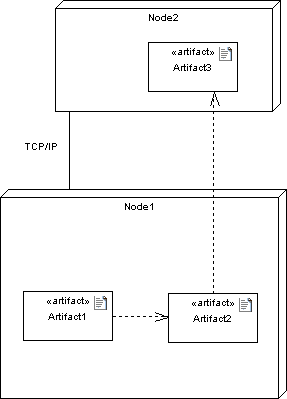 Node2
«artifact»
Artifact3
TCP/IP
Node1
«artifact»
Artifact1
«artifact»
Artifact2